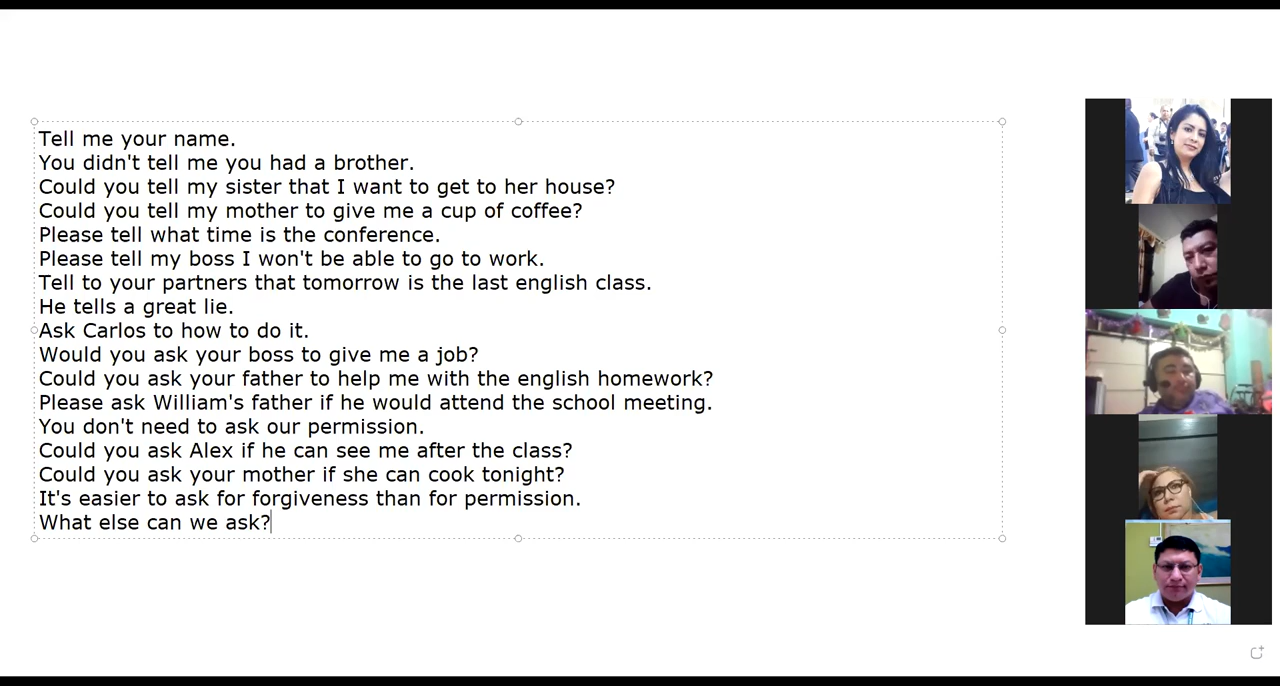 Tell me your name.
You didn't tell me you had a brother.
Could you tell my sister that I want to get to her house?
Could you tell my mother to give me a cup of coffee?
Please tell what time is the conference.
Please tell my boss I won't be able to go to work.
Tell to your partners that tomorrow is the last english class.
He tells a great lie.
Ask Carlos to how to do it.
Would you ask your boss to give me a job?
Could you ask your father to help me with the english homework?
Please ask William's father if he would attend the school meeting.
You don't need to ask our permission.
Could you ask Alex if he can see me after the class?
Could you ask your mother if she can cook tonight?
It's easier to ask for forgiveness than for permission.
What else can we ask?